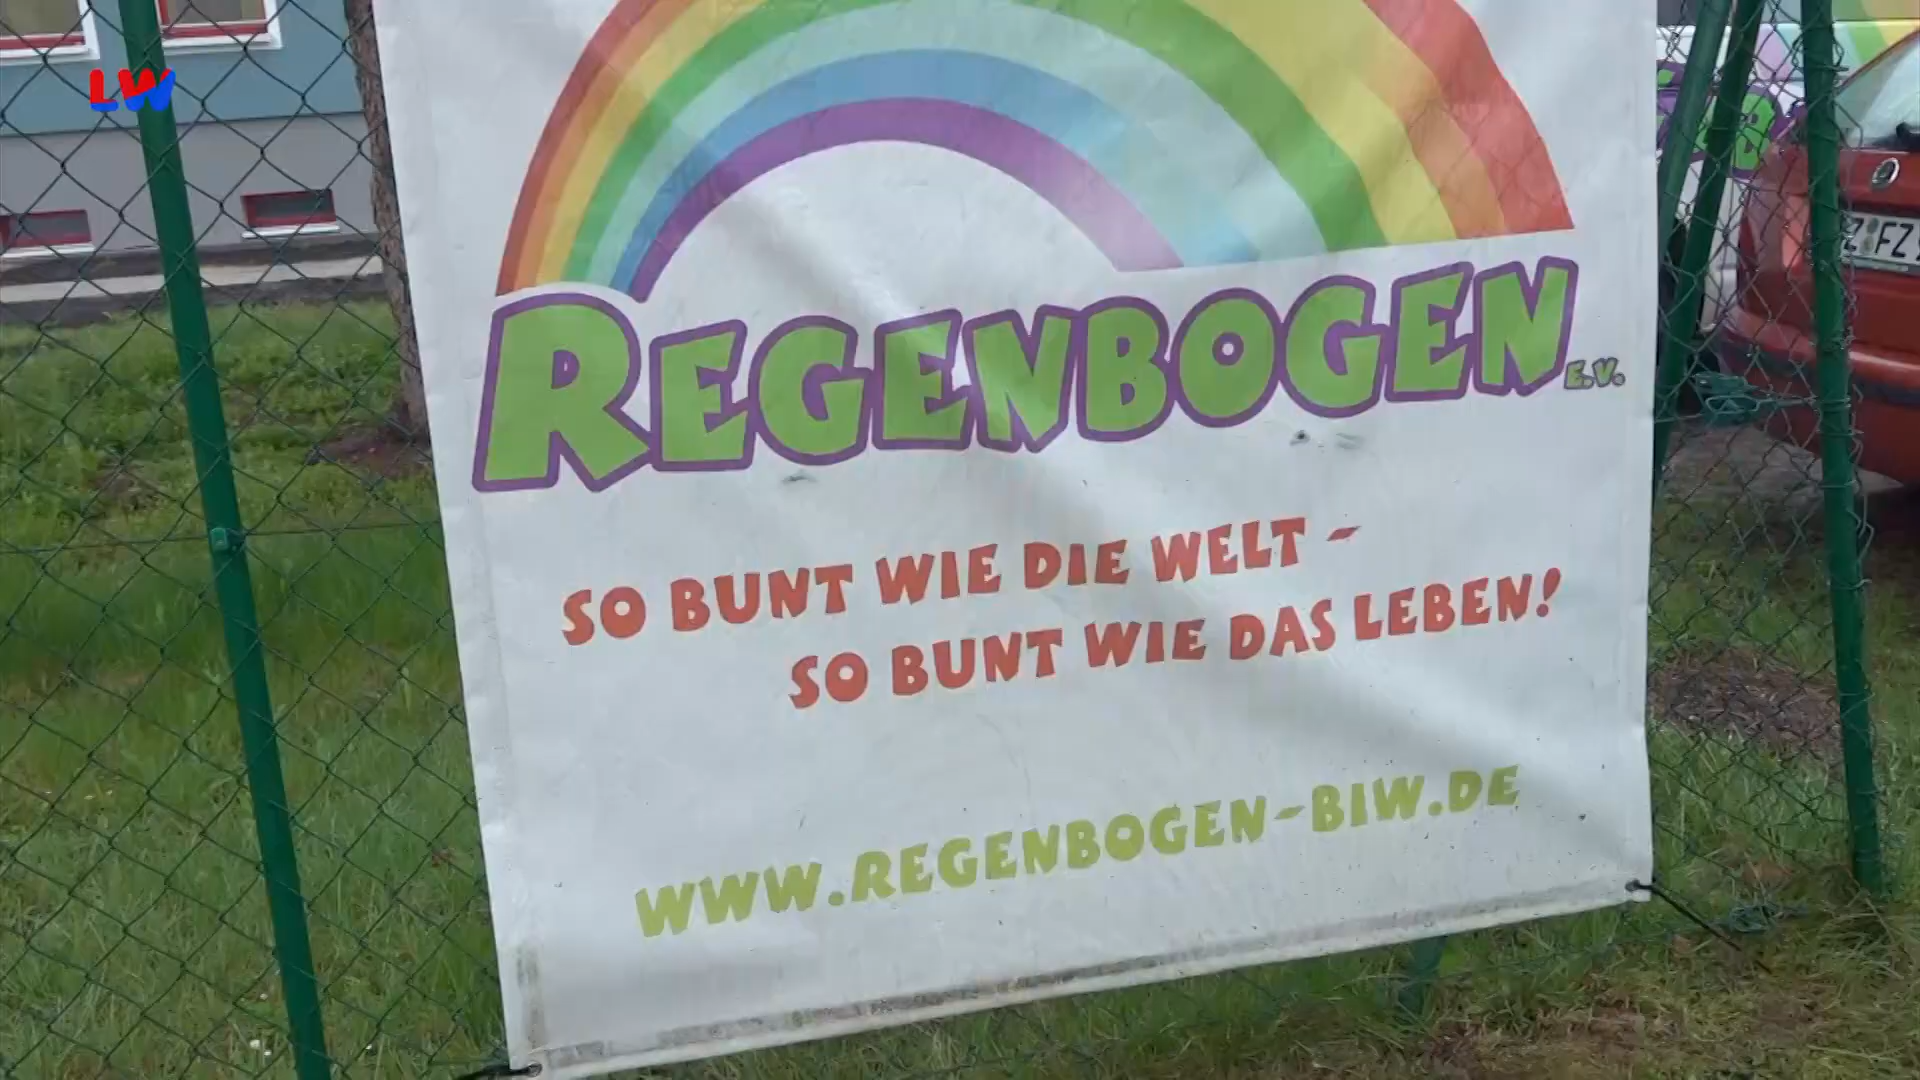 LW
REGENBOGEN E.V.
SO BUNT WIE DIE WELT -
SO BUNT WIE DAS LEBEN!
WWW.REGENBOGEN-BIW.DE